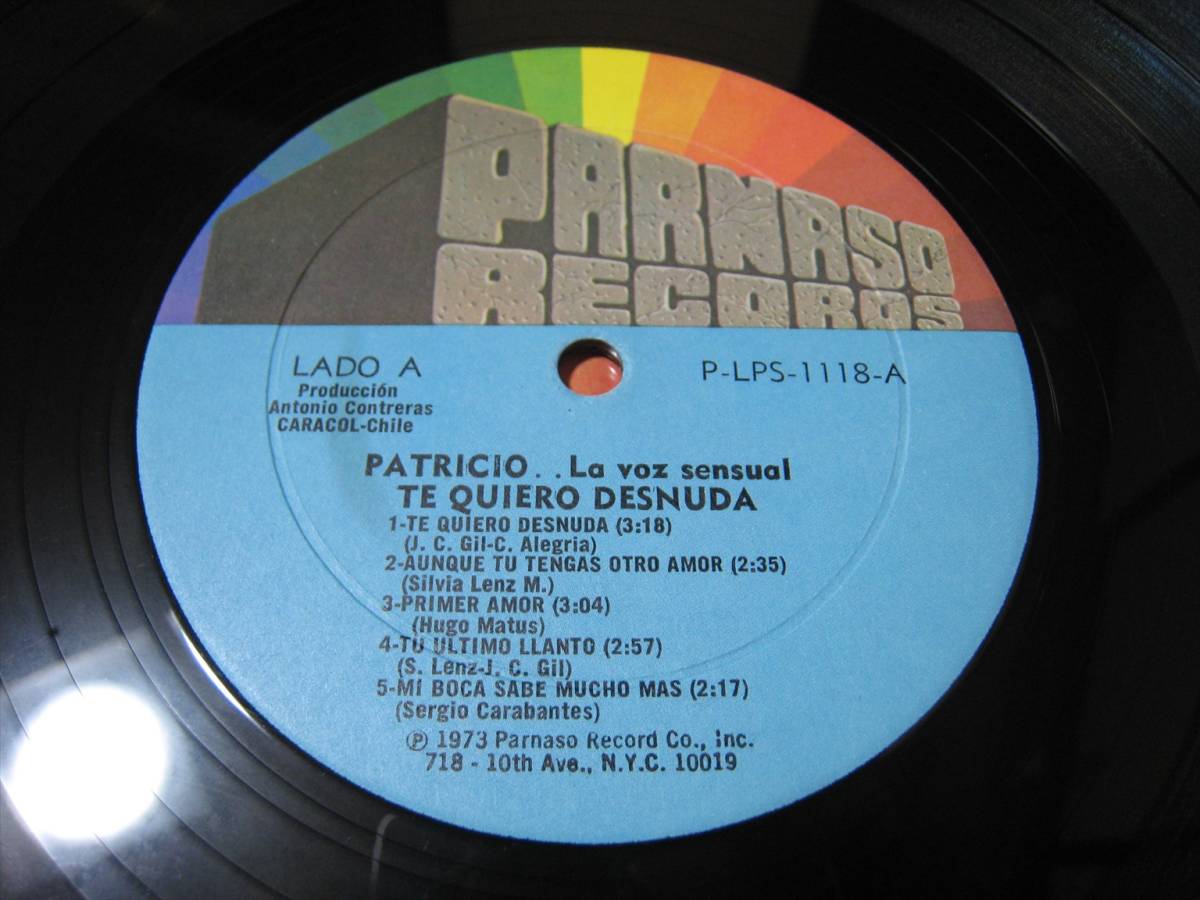 PARNASO
RECORDS
LADO A
P-LPS-1118-A
Producción
Antonio Contreras
CARACOL-Chile
PATRICIO. .La voz sensual
TE QUIERO DESNUDA
1-TE QUIERO DESNUDA (3:18)
(J. C. Gil-C. Alegria)
2-AUNQUE TU TENGAS OTRO AMOR (2:35)
(Silvia Lenz M.)
3-PRIMER AMOR (3:04)
(Hugo Matus)
4-TU ULTIMO LLANTO (2:57)
(S. Lenz-J. C. Gil)
5-MI BOCA SABE MUCHO MAS (2:17)
(Sergio Carabantes)
℗ 1973 Parnaso Record Co., Inc.
718 - 10th Ave., N.Y.C. 10019